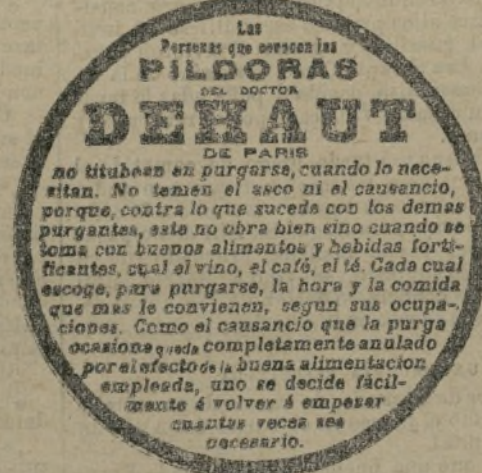 Las
Personas que conocen las
PILDORAS
DEL DOCTOR
DEHAUT
DE PARIS
no titubean en purgarse, cuando lo nece-
sitan. No temen el asco ni el causancio,
porque, contra lo que sucede con los demas
purgantes, este no obra bien sino cuando se
toma con buenos alimentos y bebidas forti-
ficantes, cual el vino, el café, el té. Cada cual
escoge, para purgarse, la hora y la comida
que mas le convienen, segun sus ocupa-
ciones. Como el causancio que la purga
ocasiona queda completamente anulado
por el efecto de la buena alimentacion
empleada, uno se decide fácil-
mente á volver á empezar
cuantas veces sea
necesario.